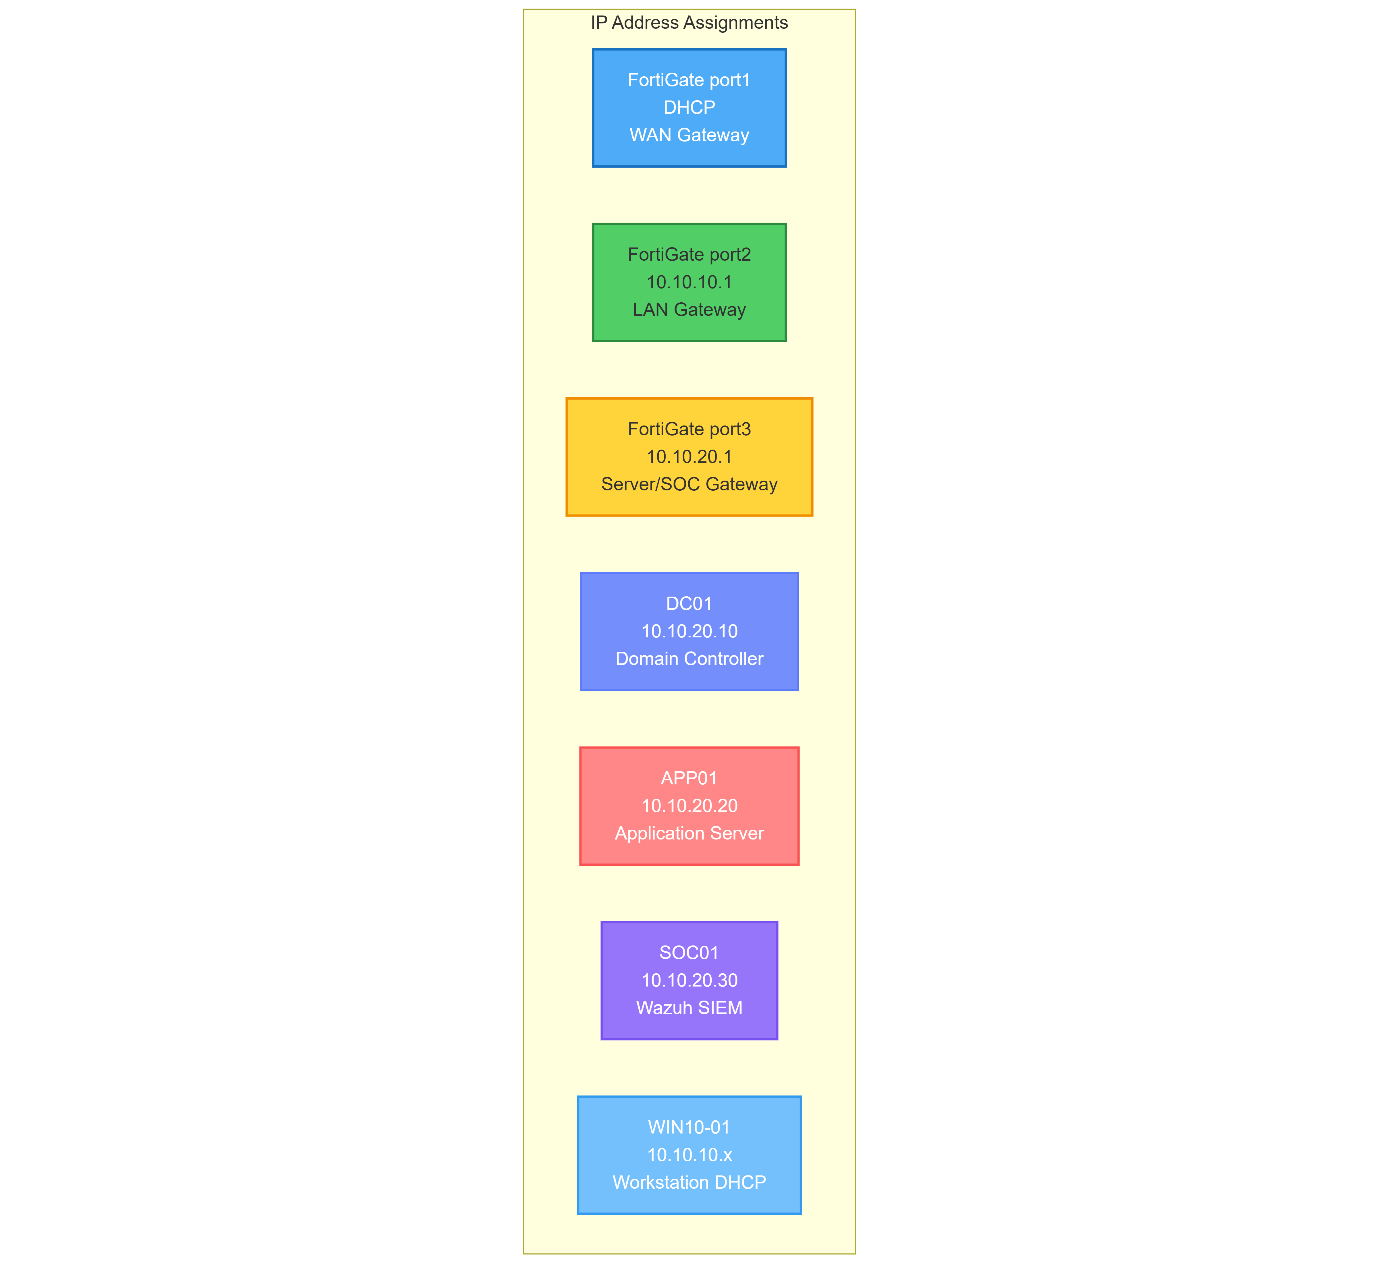 IP Address Assignments
FortiGate port1
DHCP
WAN Gateway
FortiGate port2
10.10.10.1
LAN Gateway
FortiGate port3
10.10.20.1
Server/SOC Gateway
DC01
10.10.20.10
Domain Controller
APP01
10.10.20.20
Application Server
SOC01
10.10.20.30
Wazuh SIEM
WIN10-01
10.10.10.x
Workstation DHCP